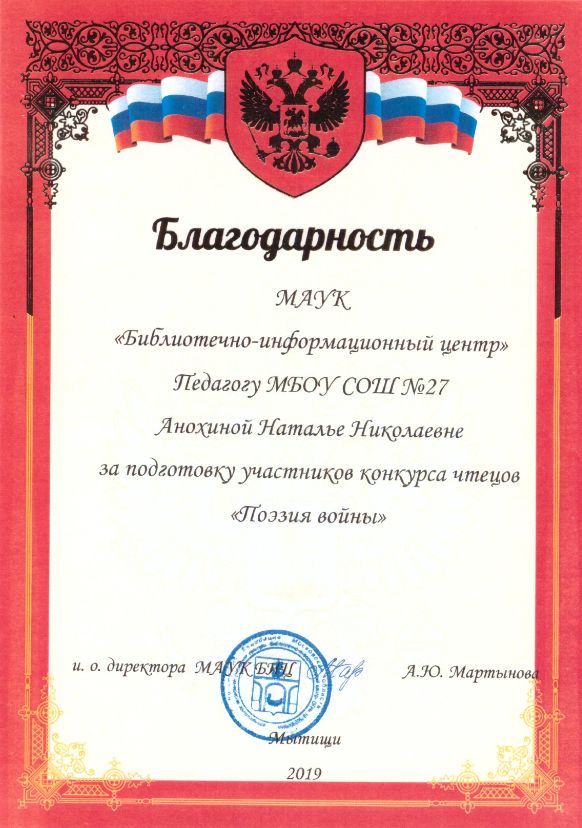 Благодарность
МАУК
«Библиотечно-информационный центр»
Педагогу МБОУ СОШ №27
Анохиной Наталье Николаевне
за подготовку участников конкурса чтецов
«Поэзия войны»
и. о. директора МАУК БИЦ А.Ю. Мартынова
Мытищи
2019